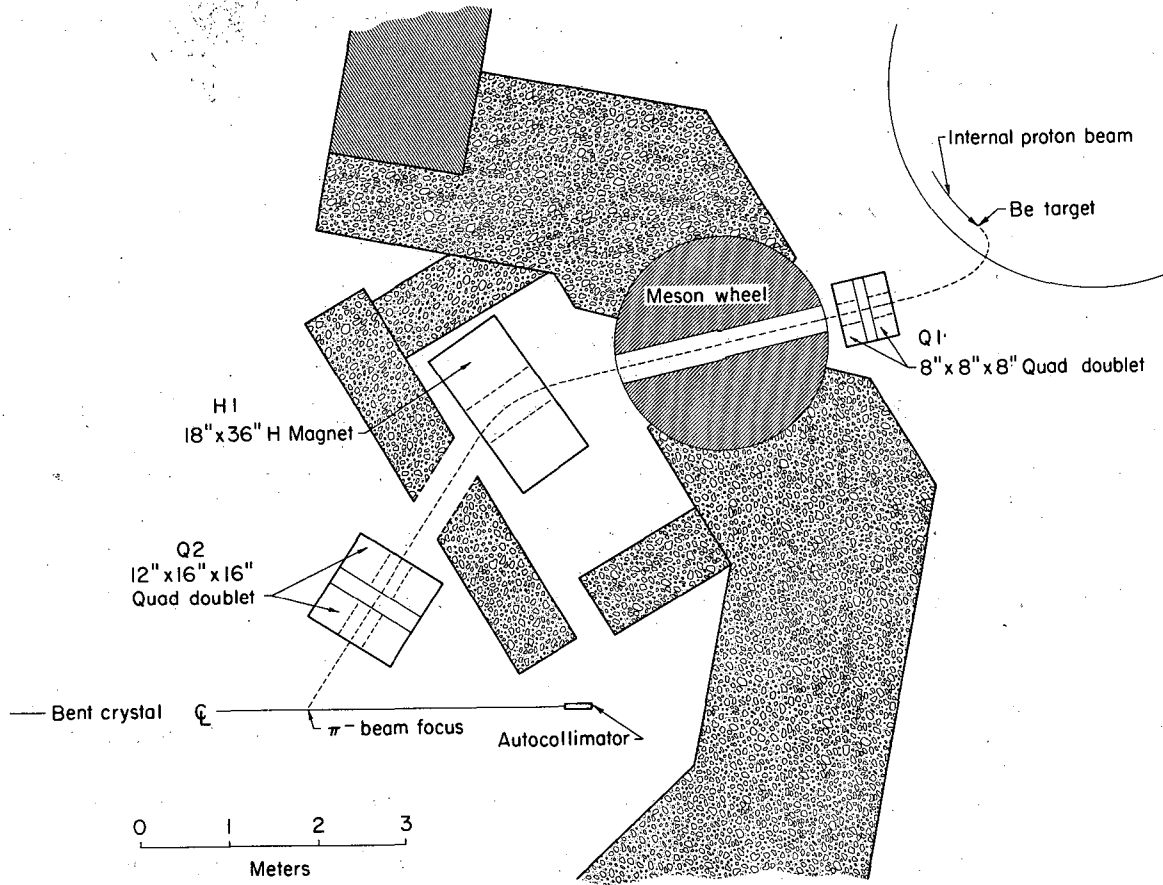 Internal proton beam
Be target
Meson wheel
Q1
8"x 8"x 8" Quad doublet
H1
18"x 36" H Magnet
Q2
12"x 16"x 16"
Quad doublet
Bent crystal ℄
π⁻ beam focus
Autocollimator
0 1 2 3
Meters